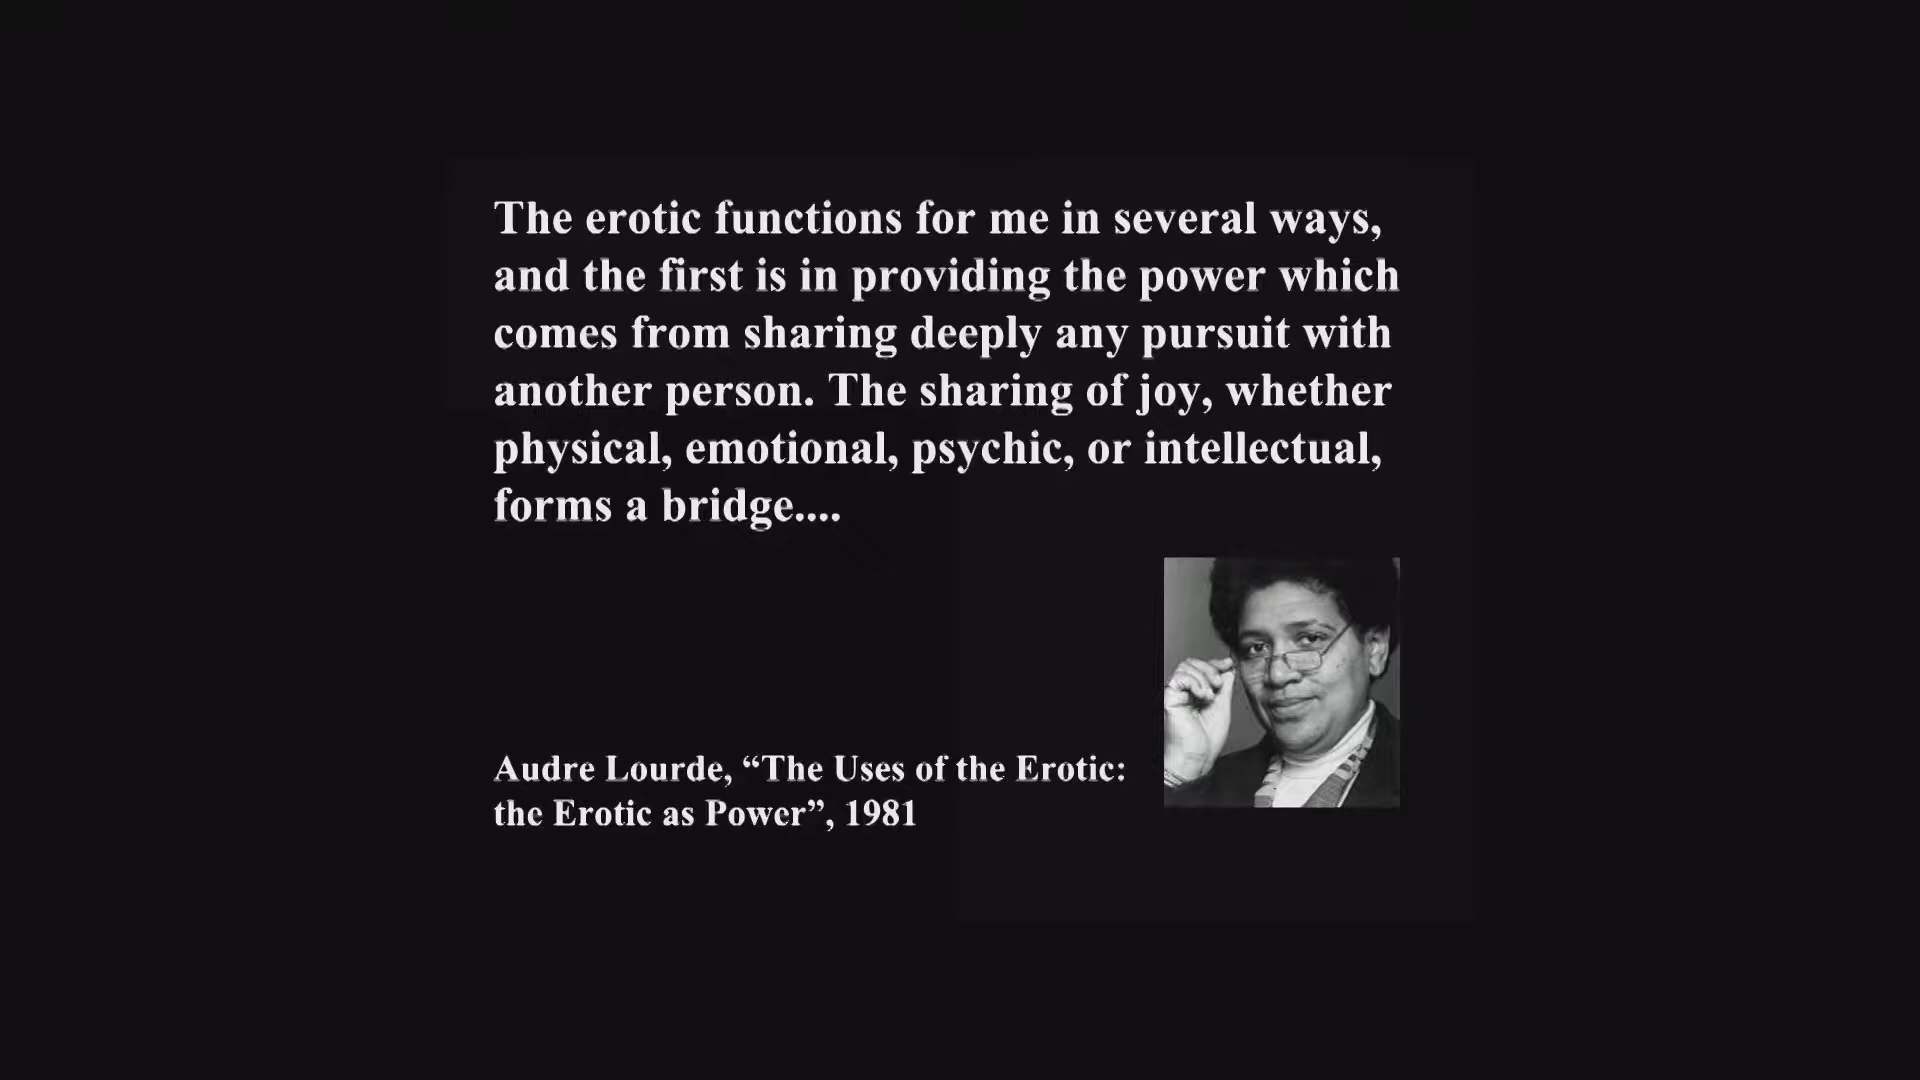 The erotic functions for me in several ways,
and the first is in providing the power which
comes from sharing deeply any pursuit with
another person. The sharing of joy, whether
physical, emotional, psychic, or intellectual,
forms a bridge....
Audre Lourde, “The Uses of the Erotic:
the Erotic as Power”, 1981